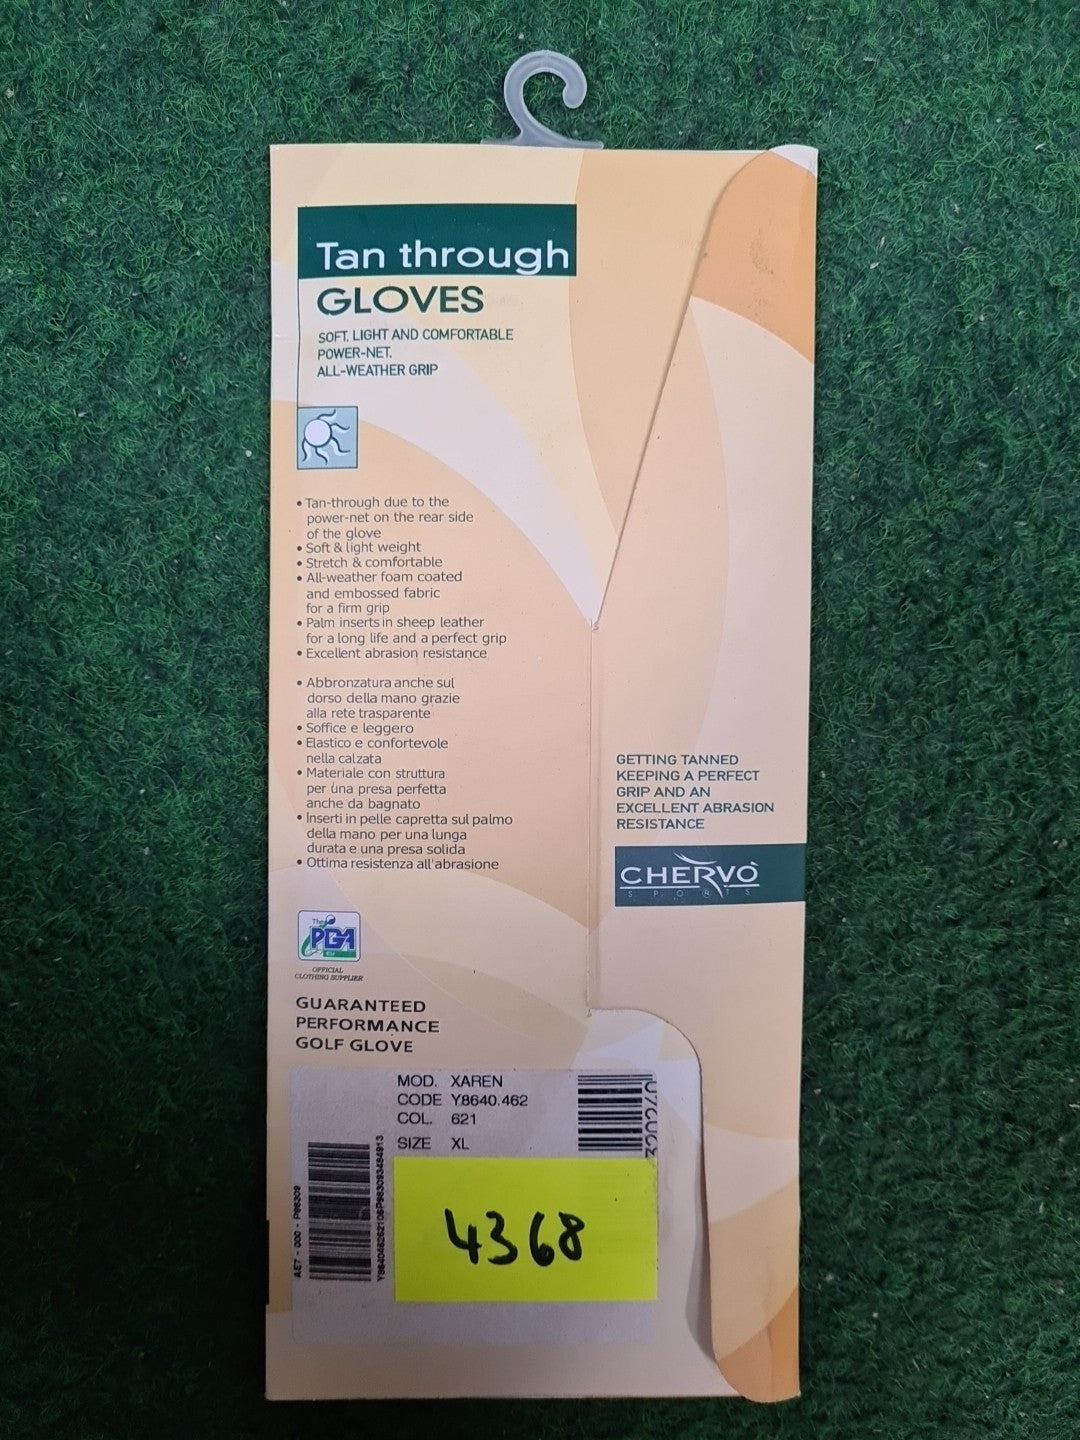 Tan through
GLOVES
SOFT, LIGHT AND COMFORTABLE
POWER-NET.
ALL-WEATHER GRIP
• Tan-through due to the
power-net on the rear side
of the glove
• Soft & light weight
• Stretch & comfortable
• All-weather foam coated
and embossed fabric
for a firm grip
• Palm inserts in sheep leather
for a long life and a perfect grip
• Excellent abrasion resistance
• Abbronzatura anche sul
dorso della mano grazie
alla rete trasparente
• Soffice e leggero
• Elastico e confortevole
nella calzata
• Materiale con struttura
per una presa perfetta
anche da bagnato
• Inserti in pelle capretta sul palmo
della mano per una lunga
durata e una presa solida
• Ottima resistenza all'abrasione
GETTING TANNED
KEEPING A PERFECT
GRIP AND AN
EXCELLENT ABRASION
RESISTANCE
CHERVÒ
SPORTS
The
PGA
OFFICIAL
CLOTHING SUPPLIER
GUARANTEED
PERFORMANCE
GOLF GLOVE
MOD. XAREN
CODE Y8640.462
COL. 621
SIZE XL
AE7 - 000 - P98309
4368